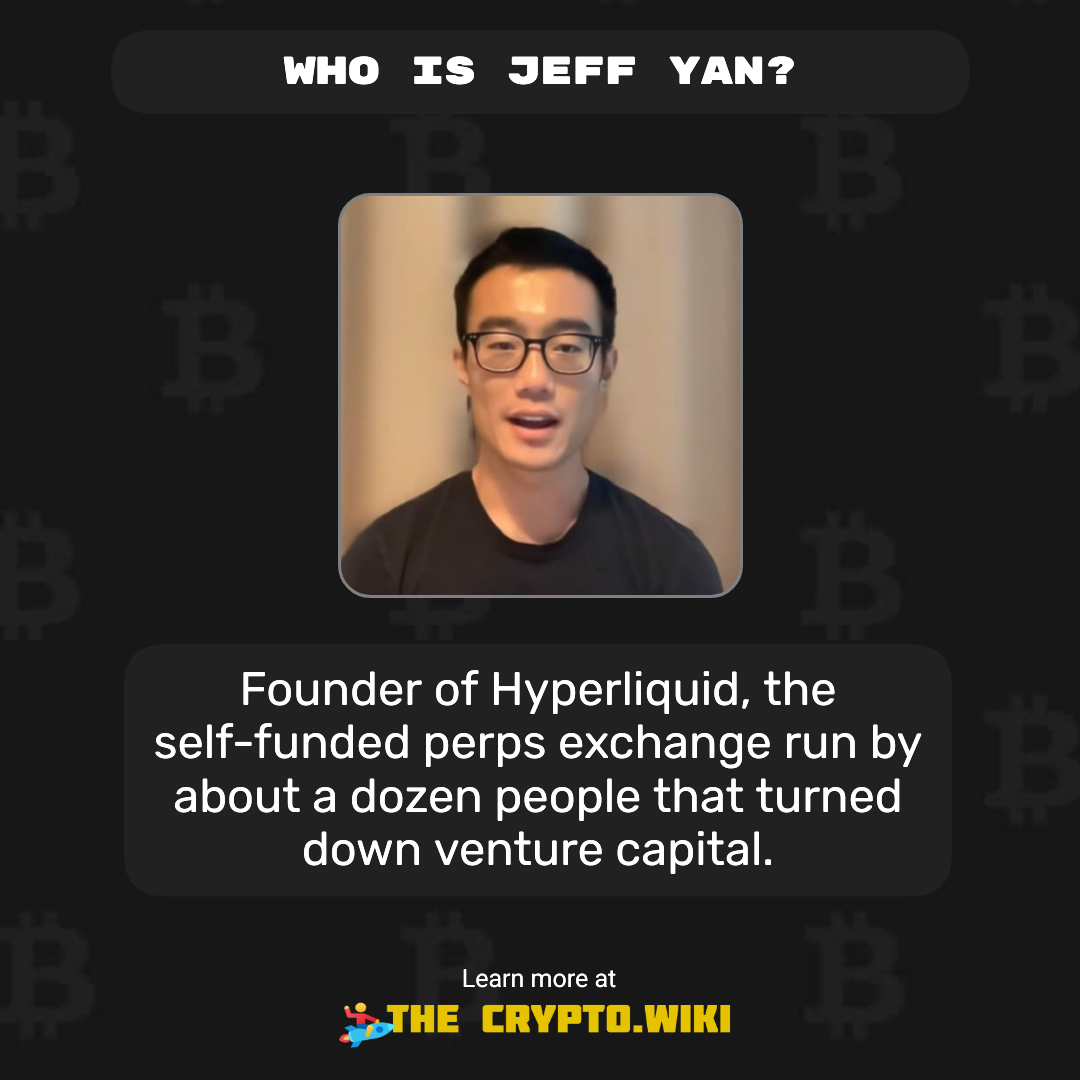 WHO IS JEFF YAN?
Founder of Hyperliquid, the
self-funded perps exchange run by
about a dozen people that turned
down venture capital.
Learn more at
THE CRYPTO.WIKI